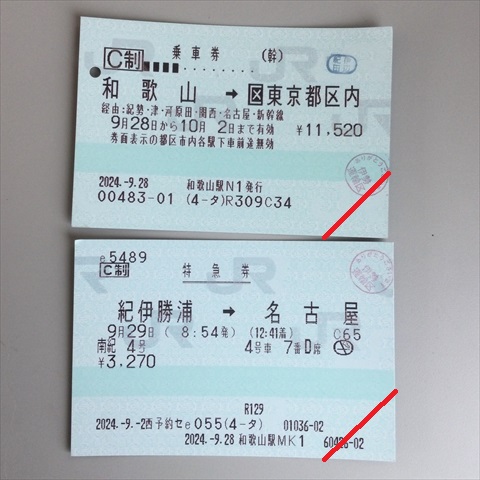 C制 乗車券 (幹)
和歌山 → 区東京都区内
経由:紀勢・津・河原田・関西・名古屋・新幹線
9月28日から10月 2日まで有効 ¥11,520
券面表示の都区市内各駅下車前途無効
2024.-9.28 和歌山駅N1発行
00483-01 (4-タ)R309C34
e5489
C制 特急券
紀伊勝浦 → 名古屋
9月29日 ( 8:54発) (12:41着) C65
南紀 4号 4号車 7番D席
¥3,270
R129
2024.-9.-2西予約セe 055(4-タ) 01036-02
2024.-9.28 和歌山駅MK1 60426-02